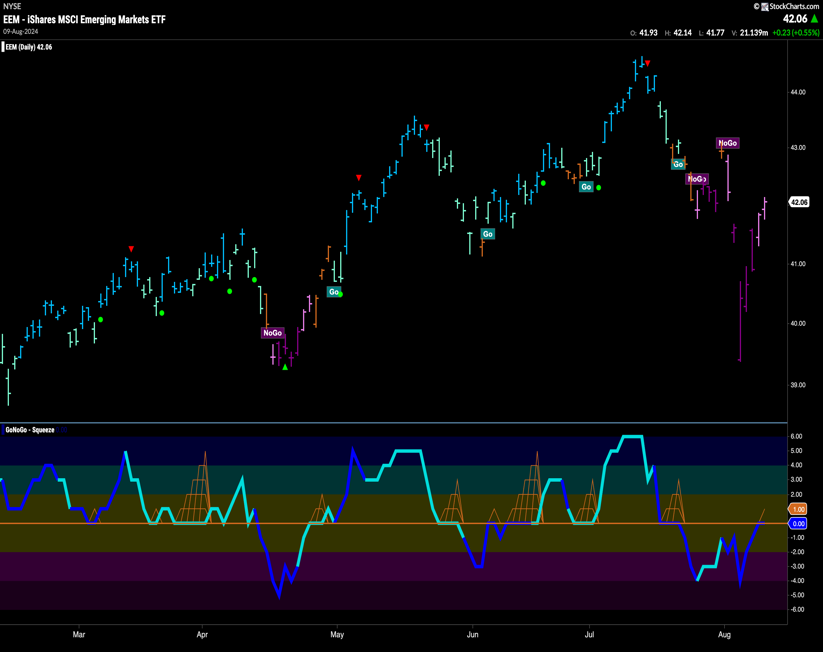 NYSE
© StockCharts.com
EEM - iShares MSCI Emerging Markets ETF
42.06
09-Aug-2024
O: 41.93 H: 42.14 L: 41.77 V: 21.139m +0.23 (+0.55%)
EEM (Daily) 42.06
44.00
43.00
42.06
41.00
40.00
39.00
NoGo
Go
Go
Go
Go
NoGo
NoGo
GoNoGo - Squeeze
6.00
5.00
4.00
3.00
2.00
1.00
0.00
-1.00
-2.00
-3.00
-4.00
-5.00
-6.00
Mar Apr May Jun Jul Aug